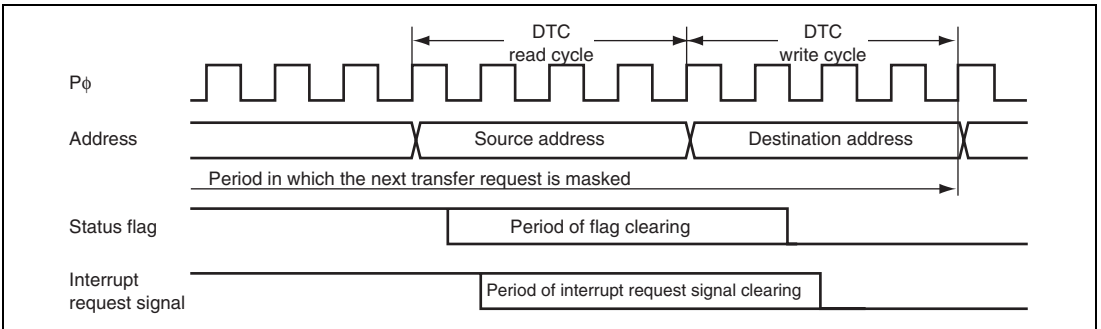 DTC
read cycle
DTC
write cycle
Pϕ
Address
Source address
Destination address
Period in which the next transfer request is masked
Status flag
Period of flag clearing
Interrupt
request signal
Period of interrupt request signal clearing